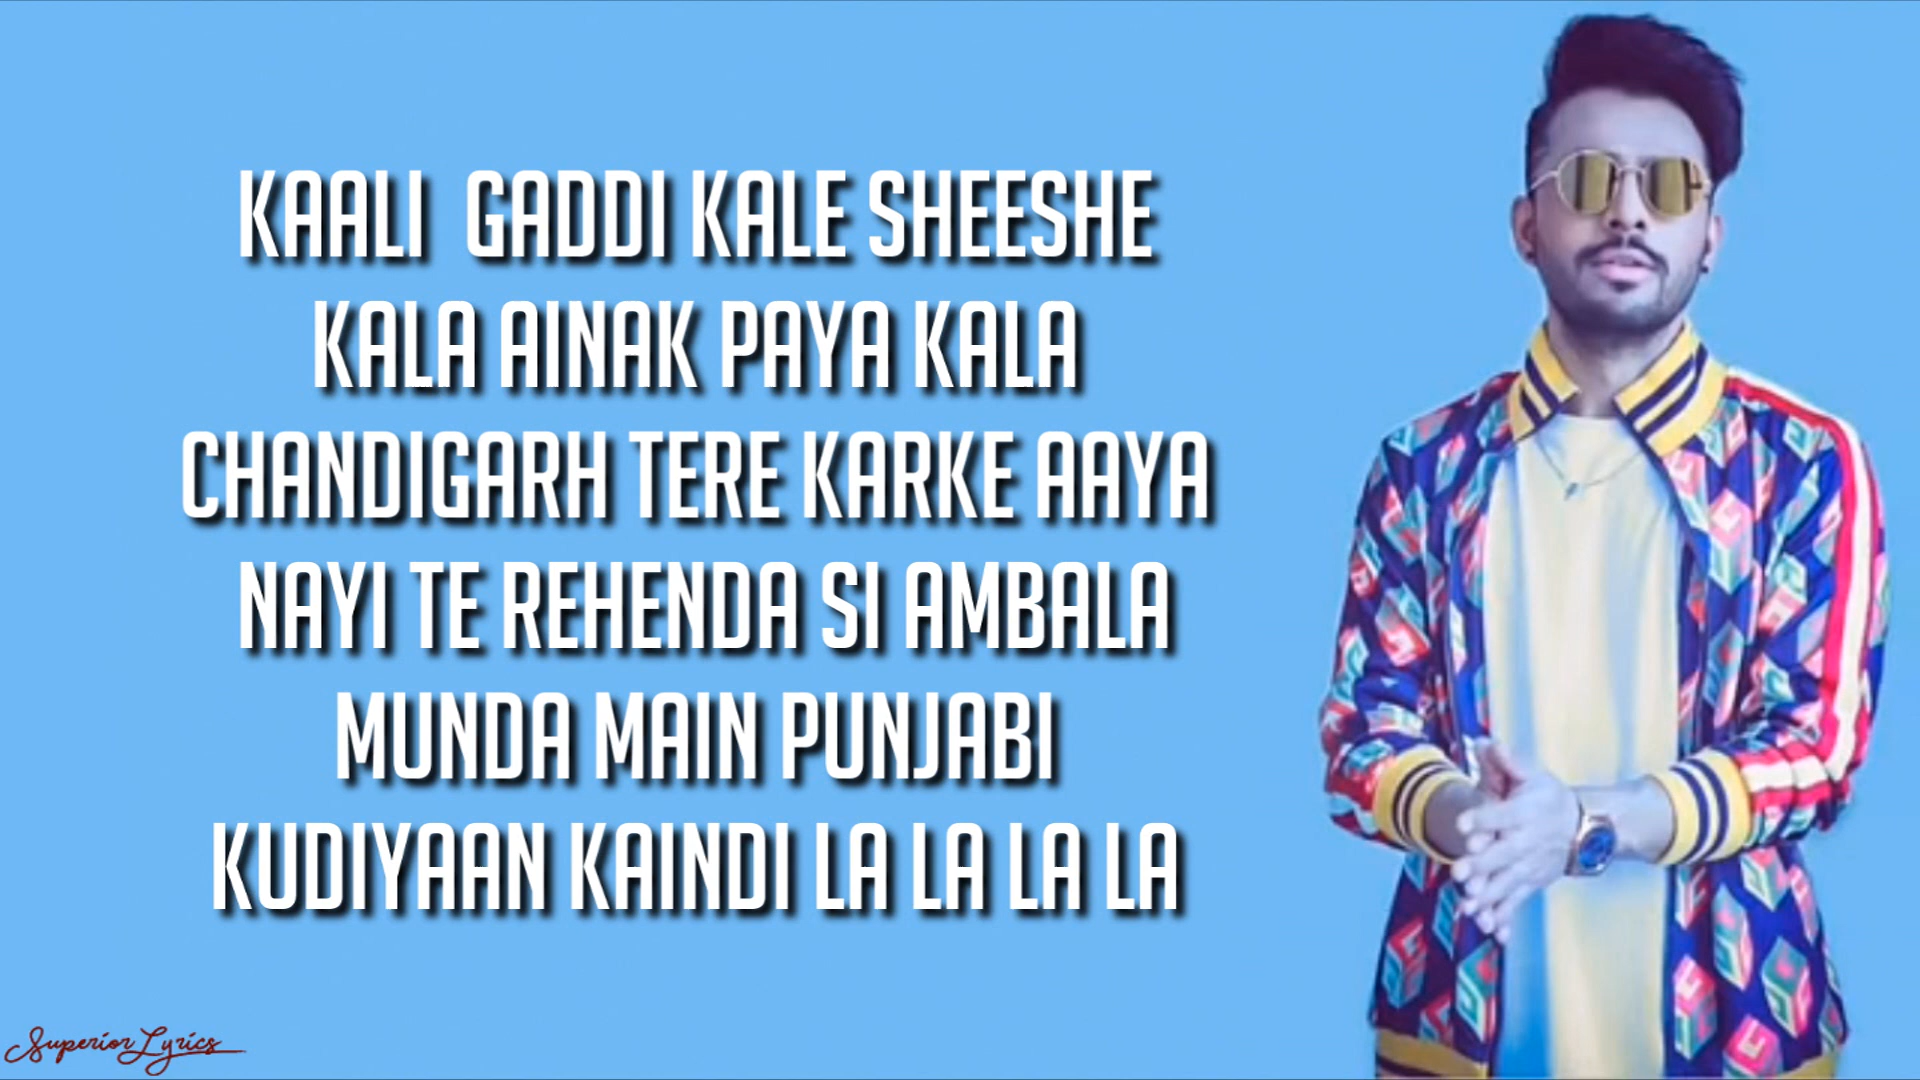 KAALI GADDI KALE SHEESHE
KALA AINAK PAYA KALA
CHANDIGARH TERE KARKE AAYA
NAYI TE REHENDA SI AMBALA
MUNDA MAIN PUNJABI
KUDIYAAN KAINDI LA LA LA LA
Superior Lyrics